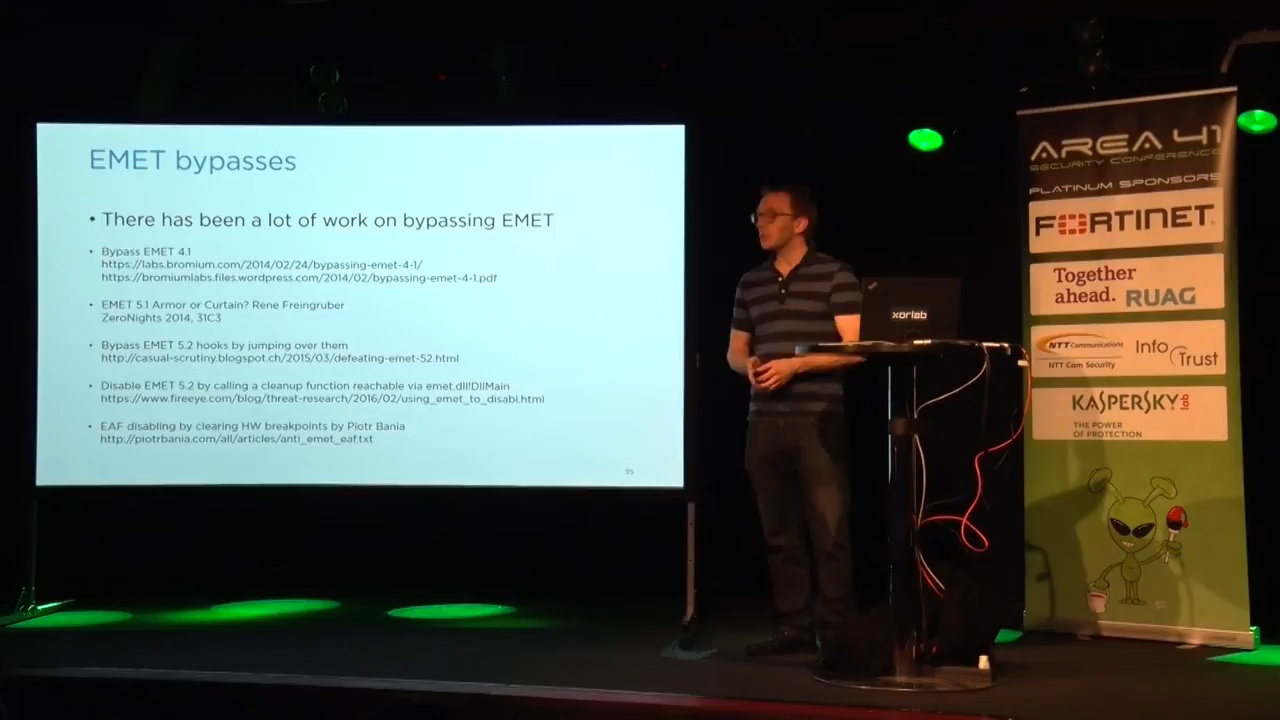 EMET bypasses
• There has been a lot of work on bypassing EMET
• Bypass EMET 4.1
https://labs.bromium.com/2014/02/24/bypassing-emet-4-1/
https://bromiumlabs.files.wordpress.com/2014/02/bypassing-emet-4-1.pdf
• EMET 5.1 Armor or Curtain? Rene Freingruber
ZeroNights 2014, 31C3
• Bypass EMET 5.2 hooks by jumping over them
http://casual-scrutiny.blogspot.ch/2015/03/defeating-emet-52.html
• Disable EMET 5.2 by calling a cleanup function reachable via emet.dll!DllMain
https://www.fireeye.com/blog/threat-research/2016/02/using_emet_to_disabl.html
• EAF disabling by clearing HW breakpoints by Piotr Bania
http://piotrbania.com/all/articles/anti_emet_eaf.txt
95
xorlab
AREA 41
SECURITY CONFERENCE
PLATINUM SPONSORS
FORTINET
Together
ahead. RUAG
NTT Communications
NTT Com Security
Info Trust
KASPERSKY lab
THE POWER
OF PROTECTION